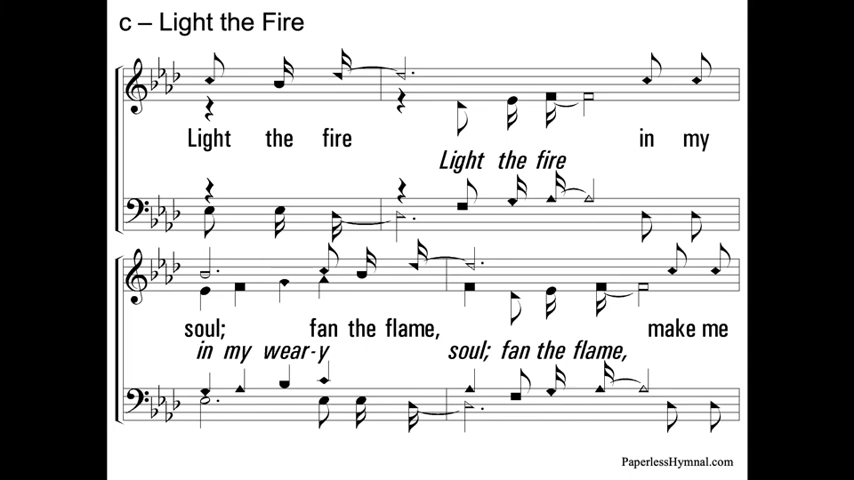 c – Light the Fire
Light the fire in my
Light the fire
soul; fan the flame, make me
in my wear-y soul; fan the flame,
PaperlessHymnal.com